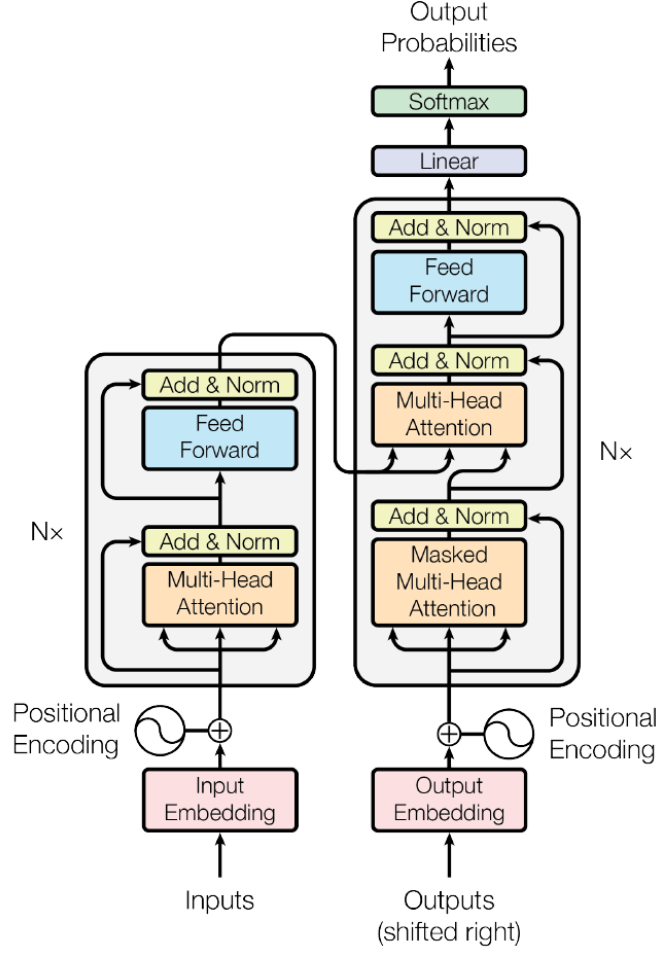 Output
Probabilities
Softmax
Linear
Add & Norm
Feed
Forward
Add & Norm
Multi-Head
Attention
Add & Norm
Masked
Multi-Head
Attention
Nx
Add & Norm
Feed
Forward
Add & Norm
Multi-Head
Attention
Nx
Positional
Encoding
Positional
Encoding
Input
Embedding
Output
Embedding
Inputs
Outputs
(shifted right)